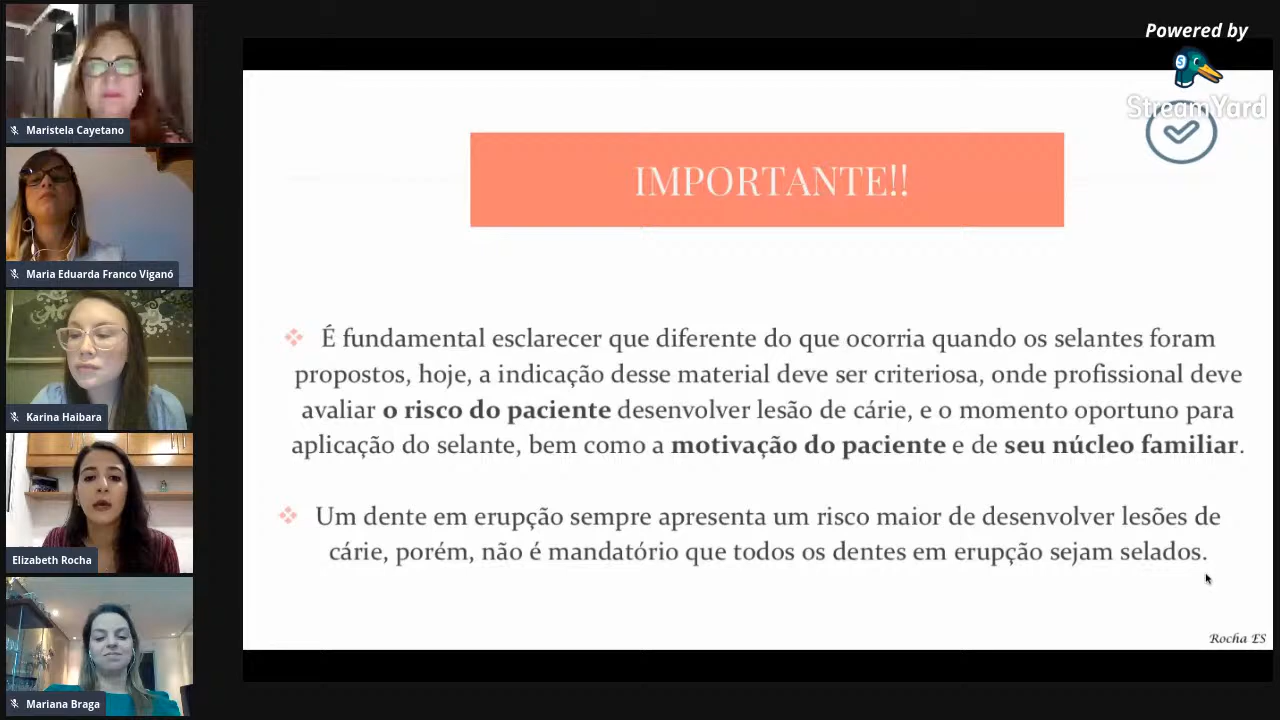 Powered by
StreamYard
Maristela Cayetano
Maria Eduarda Franco Viganó
Karina Haibara
Elizabeth Rocha
Mariana Braga
IMPORTANTE!!
É fundamental esclarecer que diferente do que ocorria quando os selantes foram
propostos, hoje, a indicação desse material deve ser criteriosa, onde profissional deve
avaliar o risco do paciente desenvolver lesão de cárie, e o momento oportuno para
aplicação do selante, bem como a motivação do paciente e de seu núcleo familiar.
Um dente em erupção sempre apresenta um risco maior de desenvolver lesões de
cárie, porém, não é mandatório que todos os dentes em erupção sejam selados.
Rocha ES